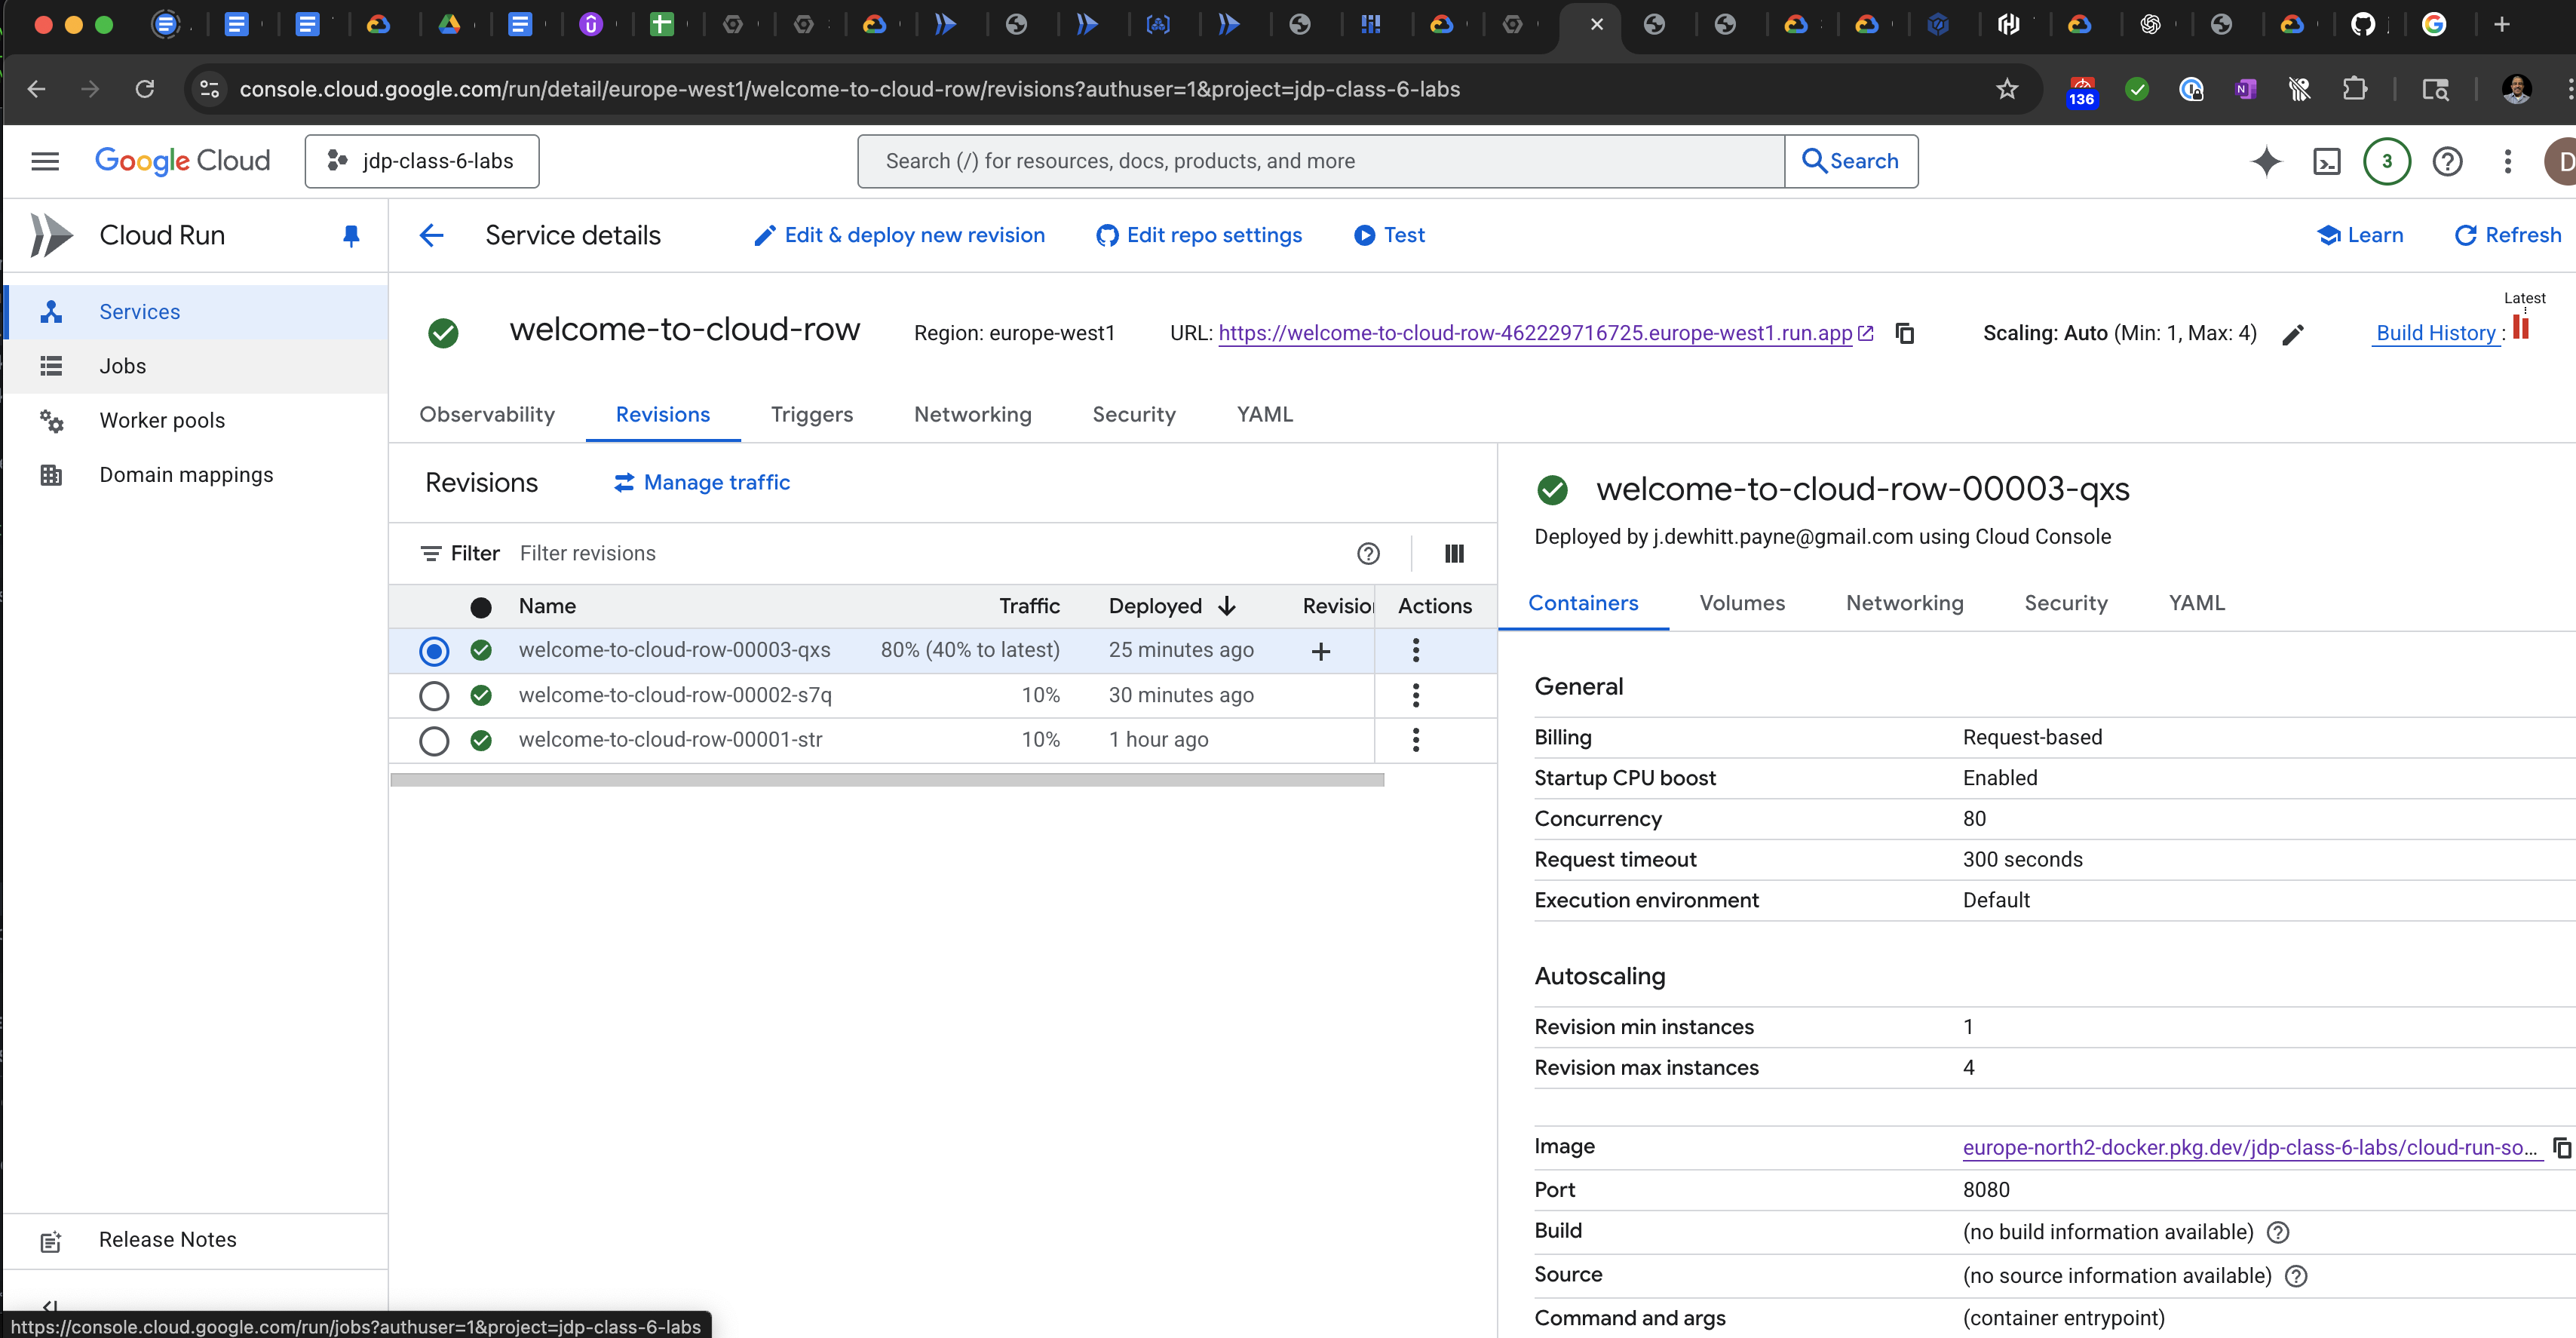 console.cloud.google.com/run/detail/europe-west1/welcome-to-cloud-row/revisions?authuser=1&project=jdp-class-6-labs
136
Google Cloud
jdp-class-6-labs
Search (/) for resources, docs, products, and more
Search
3
D
Cloud Run
Service details
Edit & deploy new revision
Edit repo settings
Test
Learn
Refresh
Services
Jobs
Worker pools
Domain mappings
welcome-to-cloud-row
Region: europe-west1
URL: https://welcome-to-cloud-row-462229716725.europe-west1.run.app
Scaling: Auto (Min: 1, Max: 4)
Latest
Build History :
Observability
Revisions
Triggers
Networking
Security
YAML
Revisions
Manage traffic
Filter
Filter revisions
Name
Traffic
Deployed
Revision
Actions
welcome-to-cloud-row-00003-qxs 80% (40% to latest) 25 minutes ago +
welcome-to-cloud-row-00002-s7q 10% 30 minutes ago
welcome-to-cloud-row-00001-str 10% 1 hour ago
welcome-to-cloud-row-00003-qxs
Deployed by j.dewhitt.payne@gmail.com using Cloud Console
Containers
Volumes
Networking
Security
YAML
General
Billing Request-based
Startup CPU boost Enabled
Concurrency 80
Request timeout 300 seconds
Execution environment Default
Autoscaling
Revision min instances 1
Revision max instances 4
Image europe-north2-docker.pkg.dev/jdp-class-6-labs/cloud-run-so...
Port 8080
Build (no build information available)
Source (no source information available)
Command and args (container entrypoint)
Release Notes
https://console.cloud.google.com/run/jobs?authuser=1&project=jdp-class-6-labs